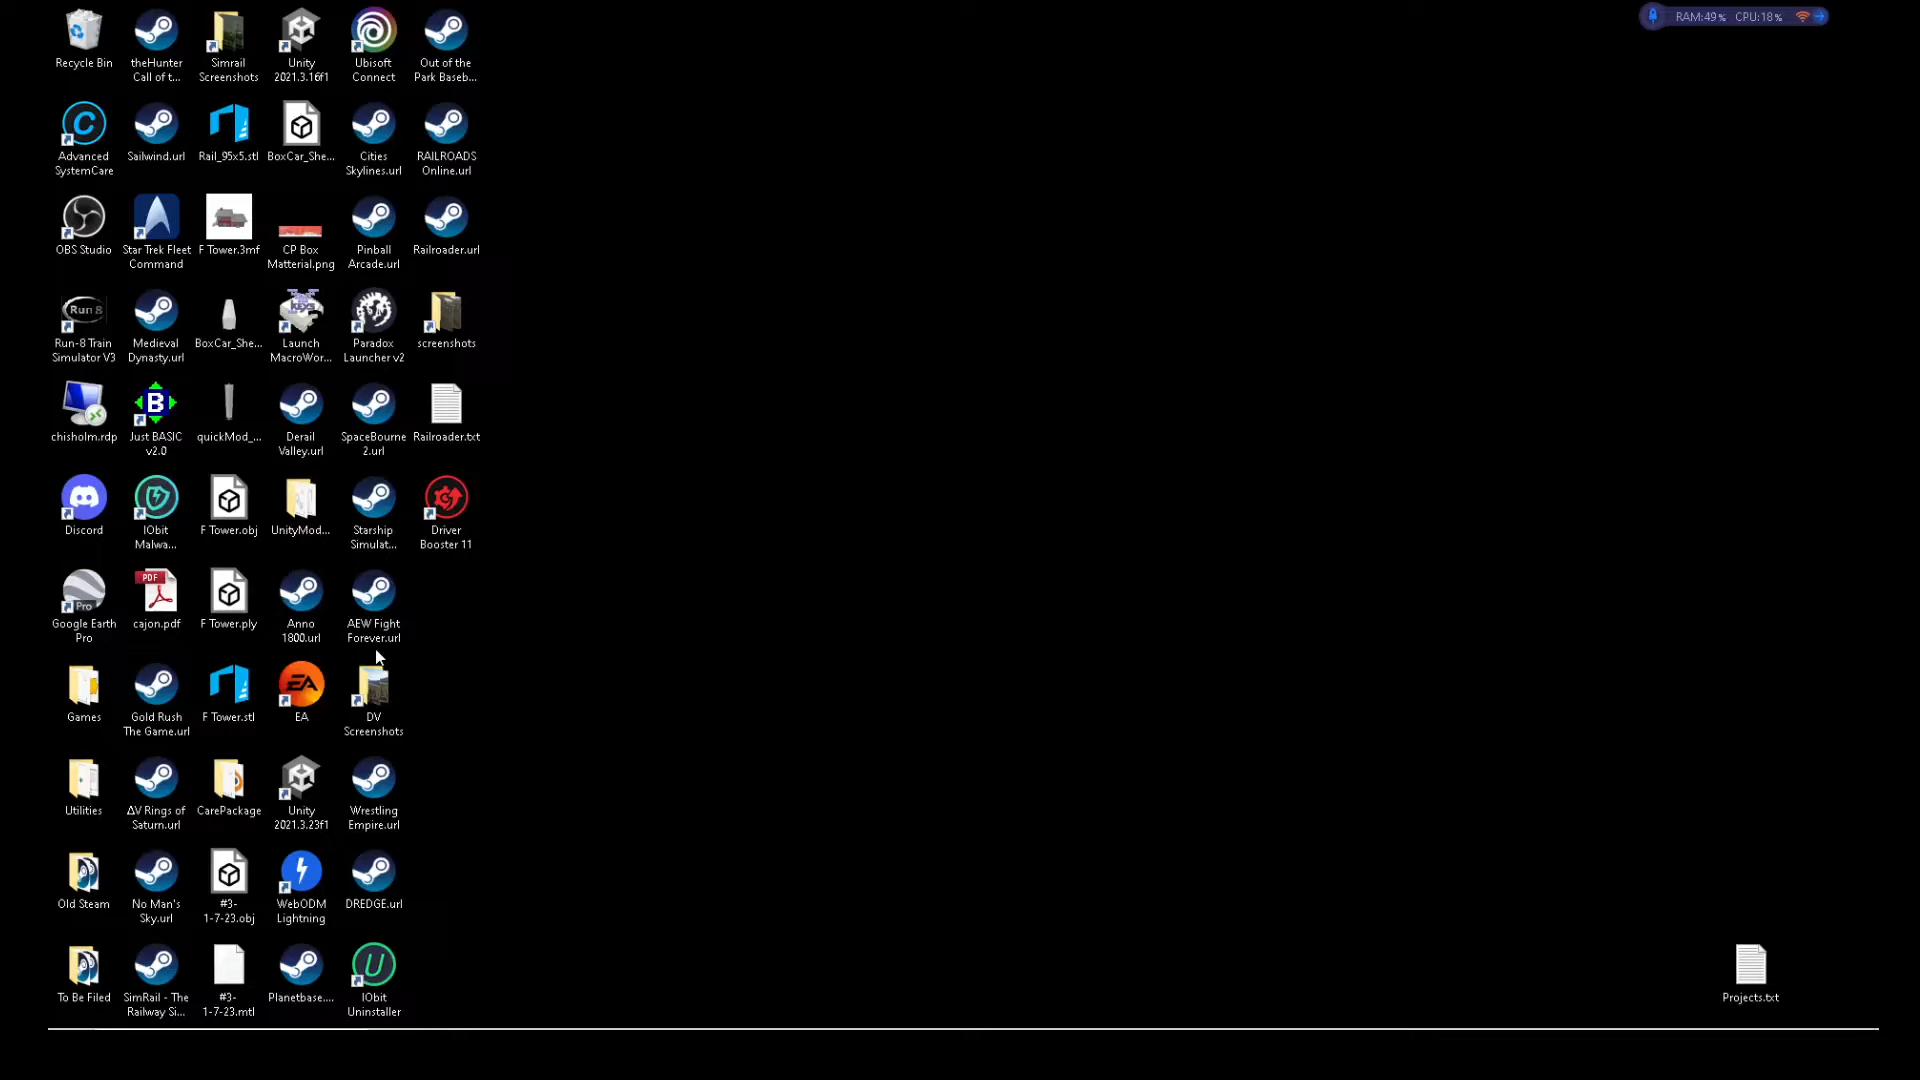 RAM:49% CPU:18%
Recycle Bin
theHunter
Call of t...
Simrail
Screenshots
Unity
2021.3.16f1
Ubisoft
Connect
Out of the
Park Baseb...
Advanced
SystemCare
Sailwind.url
Rail_95x5.stl
BoxCar_She...
Cities
Skylines.url
RAILROADS
Online.url
OBS Studio
Star Trek Fleet
Command
F Tower.3mf
CP Box
Matterial.png
Pinball
Arcade.url
Railroader.url
Run 8
Run-8 Train
Simulator V3
Medieval
Dynasty.url
BoxCar_She...
KEYS
Launch
MacroWor...
Paradox
Launcher v2
screenshots
chisholm.rdp
B
Just BASIC
v2.0
quickMod_...
Derail
Valley.url
SpaceBourne
2.url
Railroader.txt
Discord
IObit
Malwa...
F Tower.obj
UnityMod...
Starship
Simulat...
Driver
Booster 11
Pro
Google Earth
Pro
PDF
cajon.pdf
F Tower.ply
Anno
1800.url
AEW Fight
Forever.url
Games
Gold Rush
The Game.url
F Tower.stl
EA
EA
DV
Screenshots
Utilities
ΔV Rings of
Saturn.url
CarePackage
Unity
2021.3.23f1
Wrestling
Empire.url
Old Steam
No Man's
Sky.url
#3-
1-7-23.obj
WebODM
Lightning
DREDGE.url
To Be Filed
SimRail - The
Railway Si...
#3-
1-7-23.mtl
Planetbase....
IObit
Uninstaller
Projects.txt